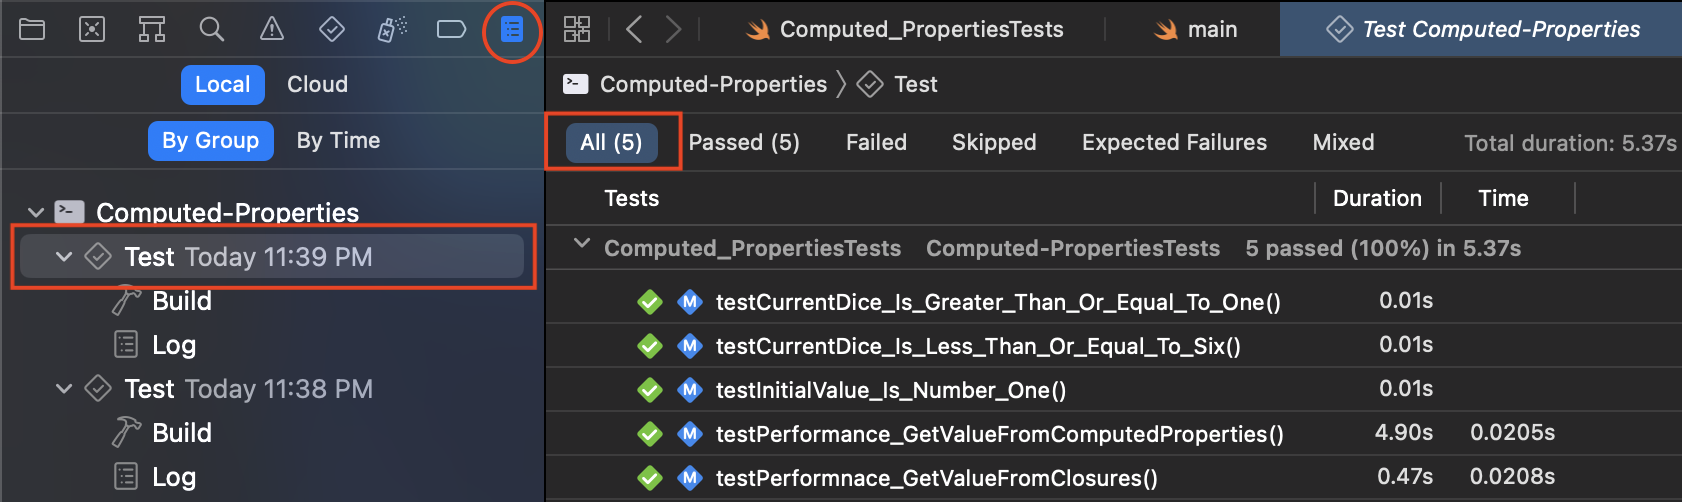 Local Cloud
By Group By Time
Computed-Properties
Test Today 11:39 PM
Build
Log
Test Today 11:38 PM
Build
Log
Computed_PropertiesTests main Test Computed-Properties
Computed-Properties Test
All (5) Passed (5) Failed Skipped Expected Failures Mixed Total duration: 5.37s
Tests Duration Time
Computed_PropertiesTests Computed-PropertiesTests 5 passed (100%) in 5.37s
M testCurrentDice_Is_Greater_Than_Or_Equal_To_One() 0.01s
M testCurrentDice_Is_Less_Than_Or_Equal_To_Six() 0.01s
M testInitialValue_Is_Number_One() 0.01s
M testPerformance_GetValueFromComputedProperties() 4.90s 0.0205s
M testPerformnace_GetValueFromClosures() 0.47s 0.0208s